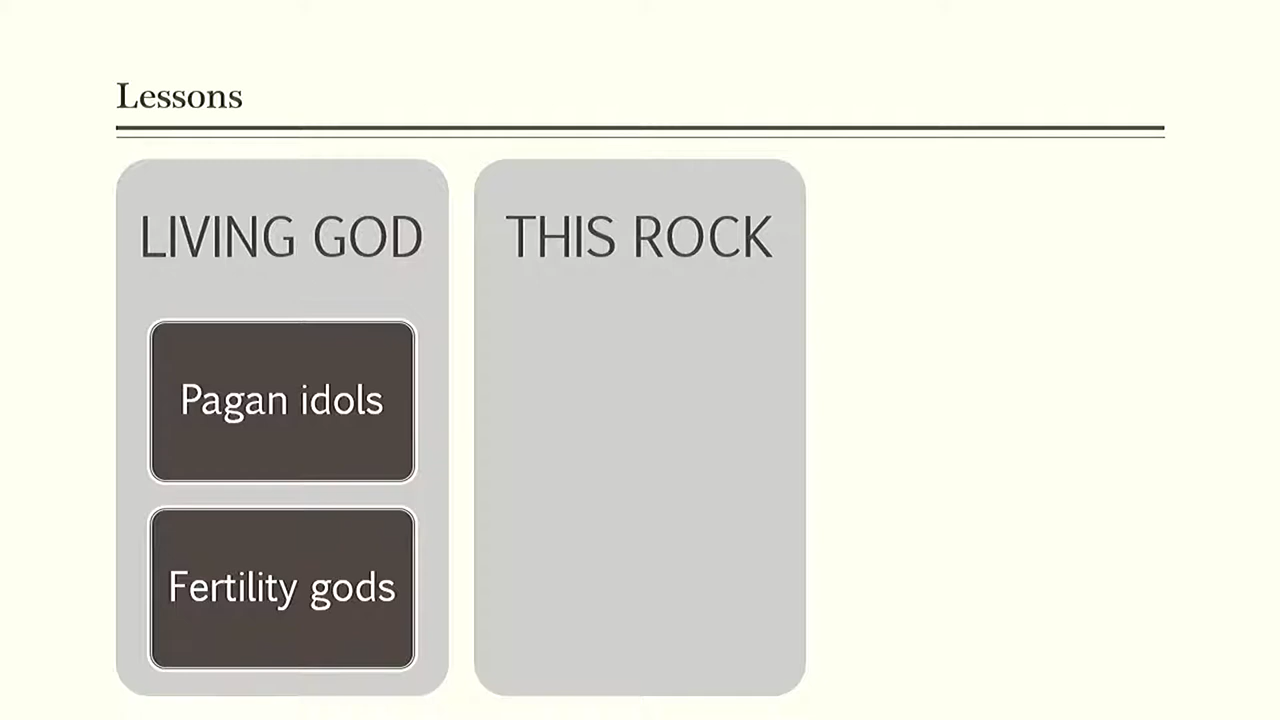 Lessons
LIVING GOD
Pagan idols
Fertility gods
THIS ROCK